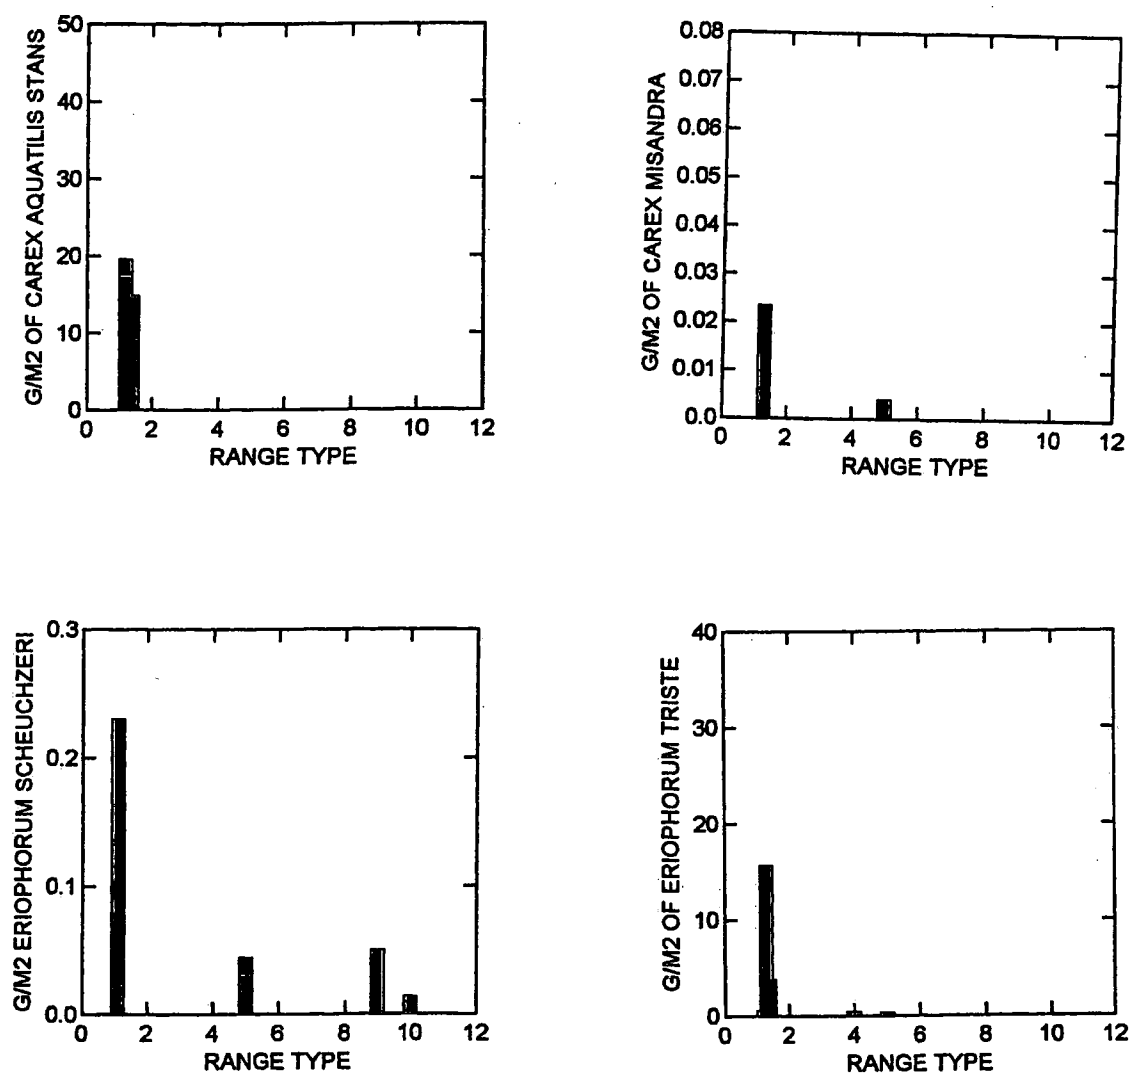 G/M2 OF CAREX AQUATILIS STANS
50
40
30
20
10
0
0 2 4 6 8 10 12
RANGE TYPE
G/M2 OF CAREX MISANDRA
0.08
0.07
0.06
0.05
0.04
0.03
0.02
0.01
0.0
0 2 4 6 8 10 12
RANGE TYPE
G/M2 ERIOPHORUM SCHEUCHZERI
0.3
0.2
0.1
0.0
0 2 4 6 8 10 12
RANGE TYPE
G/M2 OF ERIOPHORUM TRISTE
40
30
20
10
0
0 2 4 6 8 10 12
RANGE TYPE